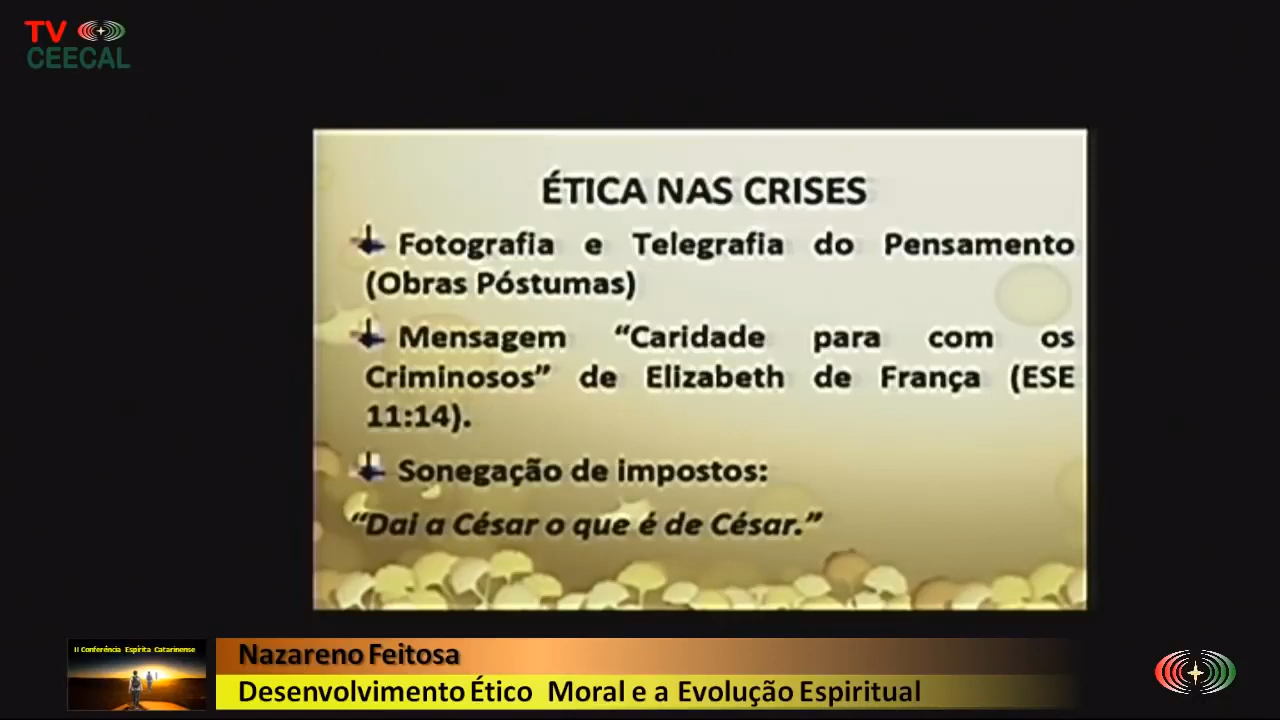 TV
CEECAL
ÉTICA NAS CRISES
Fotografia e Telegrafia do Pensamento
(Obras Póstumas)
Mensagem “Caridade para com os
Criminosos” de Elizabeth de França (ESE
11:14).
Sonegação de impostos:
“Dai a César o que é de César.”
II Conferência Espírita Catarinense
Nazareno Feitosa
Desenvolvimento Ético Moral e a Evolução Espiritual